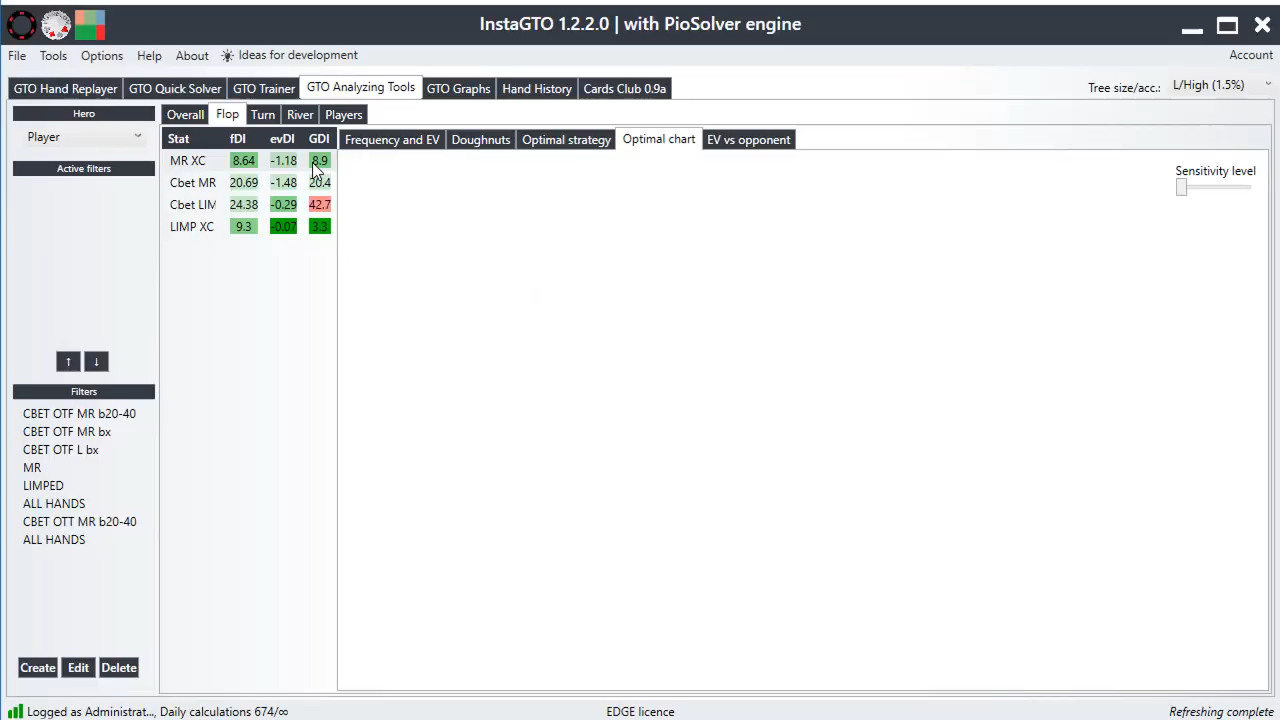 InstaGTO 1.2.2.0 | with PioSolver engine
File Tools Options Help About Ideas for development Account
GTO Hand Replayer GTO Quick Solver GTO Trainer GTO Analyzing Tools GTO Graphs Hand History Cards Club 0.9a Tree size/acc.: L/High (1.5%)
Hero
Player
Active filters
↑ ↓
Filters
CBET OTF MR b20-40
CBET OTF MR bx
CBET OTF L bx
MR
LIMPED
ALL HANDS
CBET OTT MR b20-40
ALL HANDS
Create Edit Delete
Overall Flop Turn River Players
Stat fDI evDI GDI
MR XC 8.64 -1.18 8.9
Cbet MR 20.69 -1.48 20.4
Cbet LIM 24.38 -0.29 42.7
LIMP XC 9.3 -0.07 3.3
Frequency and EV Doughnuts Optimal strategy Optimal chart EV vs opponent
Sensitivity level
Logged as Administrat..., Daily calculations 674/∞ EDGE licence Refreshing complete